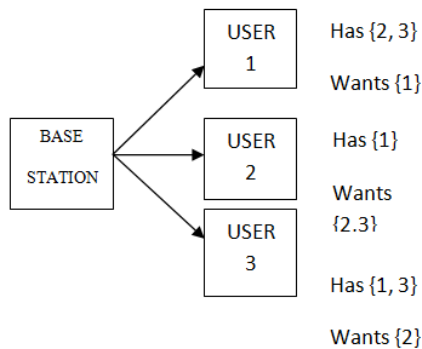 BASE
STATION
USER
1
Has {2, 3}
Wants {1}
USER
2
Has {1}
Wants
{2.3}
USER
3
Has {1, 3}
Wants {2}